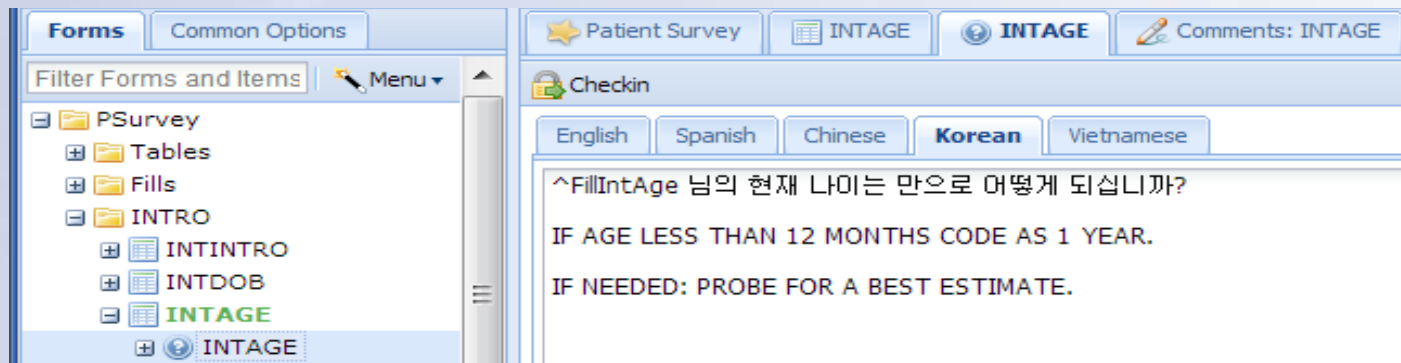 Forms
Common Options
Filter Forms and Items
Menu
PSurvey
Tables
Fills
INTRO
INTINTRO
INTDOB
INTAGE
INTAGE
Patient Survey
INTAGE
INTAGE
Comments: INTAGE
Checkin
English
Spanish
Chinese
Korean
Vietnamese
^FillIntAge 님의 현재 나이는 만으로 어떻게 되십니까?
IF AGE LESS THAN 12 MONTHS CODE AS 1 YEAR.
IF NEEDED: PROBE FOR A BEST ESTIMATE.